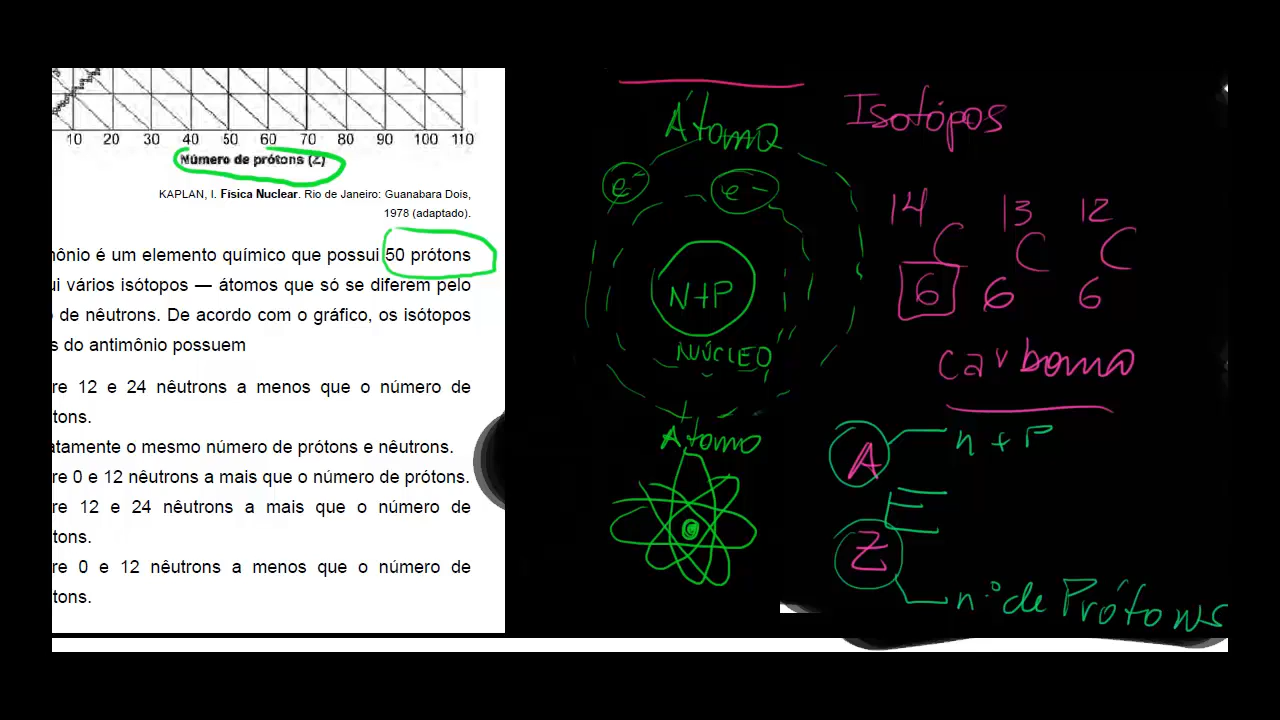 10 20 30 40 50 60 70 80 90 100 110
Número de prótons (Z)
KAPLAN, I. Física Nuclear. Rio de Janeiro: Guanabara Dois,
1978 (adaptado).
mônio é um elemento químico que possui 50 prótons
ui vários isótopos — átomos que só se diferem pelo
o de nêutrons. De acordo com o gráfico, os isótopos
s do antimônio possuem
re 12 e 24 nêutrons a menos que o número de
tons.
atamente o mesmo número de prótons e nêutrons.
re 0 e 12 nêutrons a mais que o número de prótons.
re 12 e 24 nêutrons a mais que o número de
tons.
re 0 e 12 nêutrons a menos que o número de
tons.
Átomo
e- e-
N+P
NÚCLEO
Átomo
Isotópos
14 C 6 13 C 6 12 C 6
carbono
A n + P
E
Z n.º de Prótons